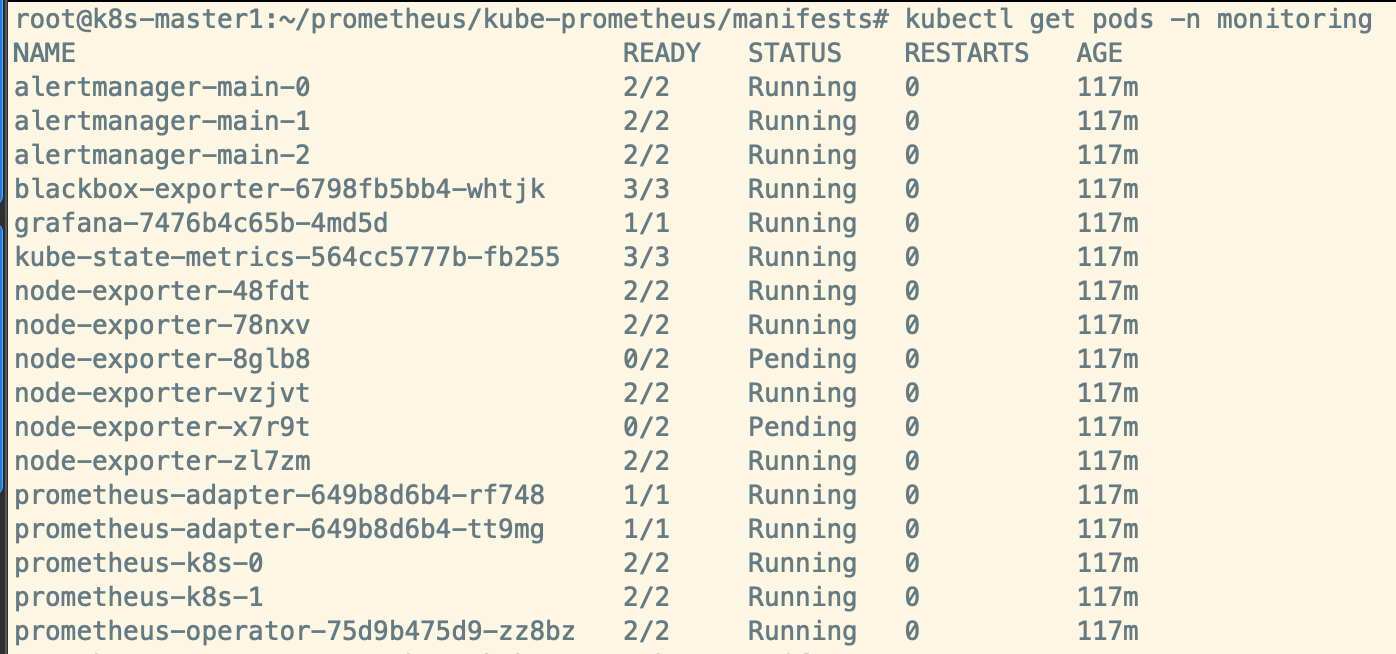 root@k8s-master1:~/prometheus/kube-prometheus/manifests# kubectl get pods -n monitoring
NAME READY STATUS RESTARTS AGE
alertmanager-main-0 2/2 Running 0 117m
alertmanager-main-1 2/2 Running 0 117m
alertmanager-main-2 2/2 Running 0 117m
blackbox-exporter-6798fb5bb4-whtjk 3/3 Running 0 117m
grafana-7476b4c65b-4md5d 1/1 Running 0 117m
kube-state-metrics-564cc5777b-fb255 3/3 Running 0 117m
node-exporter-48fdt 2/2 Running 0 117m
node-exporter-78nxv 2/2 Running 0 117m
node-exporter-8glb8 0/2 Pending 0 117m
node-exporter-vzjvt 2/2 Running 0 117m
node-exporter-x7r9t 0/2 Pending 0 117m
node-exporter-zl7zm 2/2 Running 0 117m
prometheus-adapter-649b8d6b4-rf748 1/1 Running 0 117m
prometheus-adapter-649b8d6b4-tt9mg 1/1 Running 0 117m
prometheus-k8s-0 2/2 Running 0 117m
prometheus-k8s-1 2/2 Running 0 117m
prometheus-operator-75d9b475d9-zz8bz 2/2 Running 0 117m